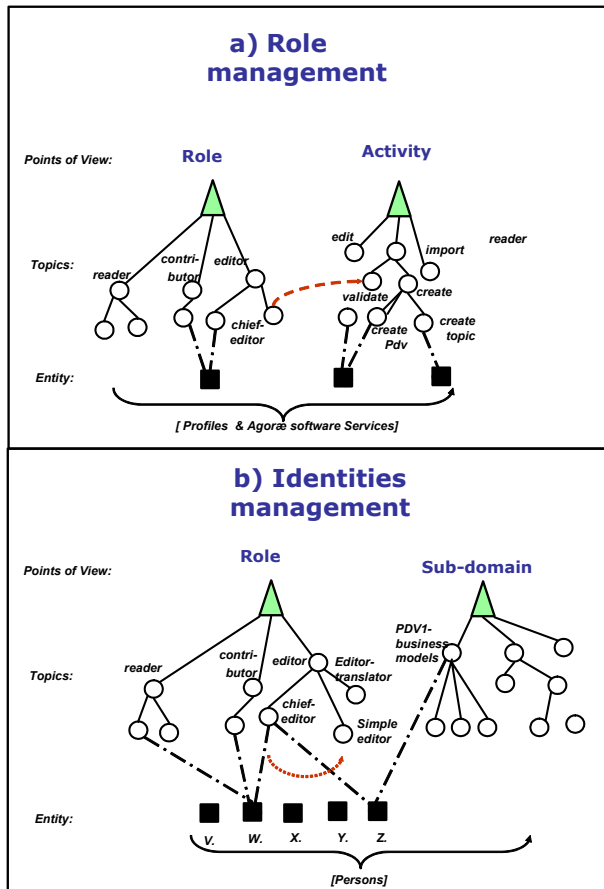 a) Role
management
Points of View:
Role
Activity
edit
import
reader
Topics:
contri-
butor
editor
reader
create
validate
chief-
editor
create
Pdv
create
topic
Entity:
[ Profiles & Agoræ software Services]
b) Identities
management
Points of View:
Role
Sub-domain
PDV1-
business
models
contri-
butor
editor
Editor-
translator
reader
Topics:
chief-
editor
Simple
editor
Entity:
V. W. X. Y. Z.
[Persons]